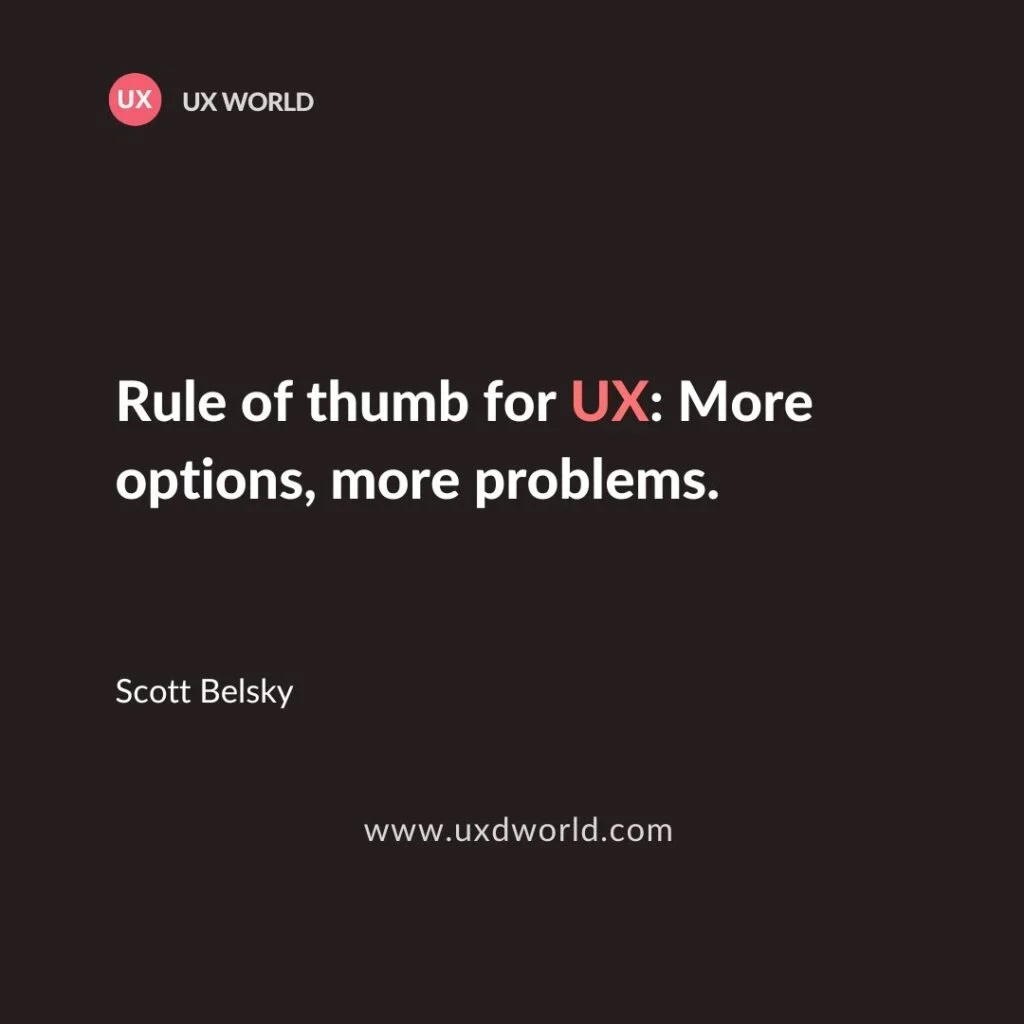 UX UX WORLD
Rule of thumb for UX: More
options, more problems.
Scott Belsky
www.uxdworld.com